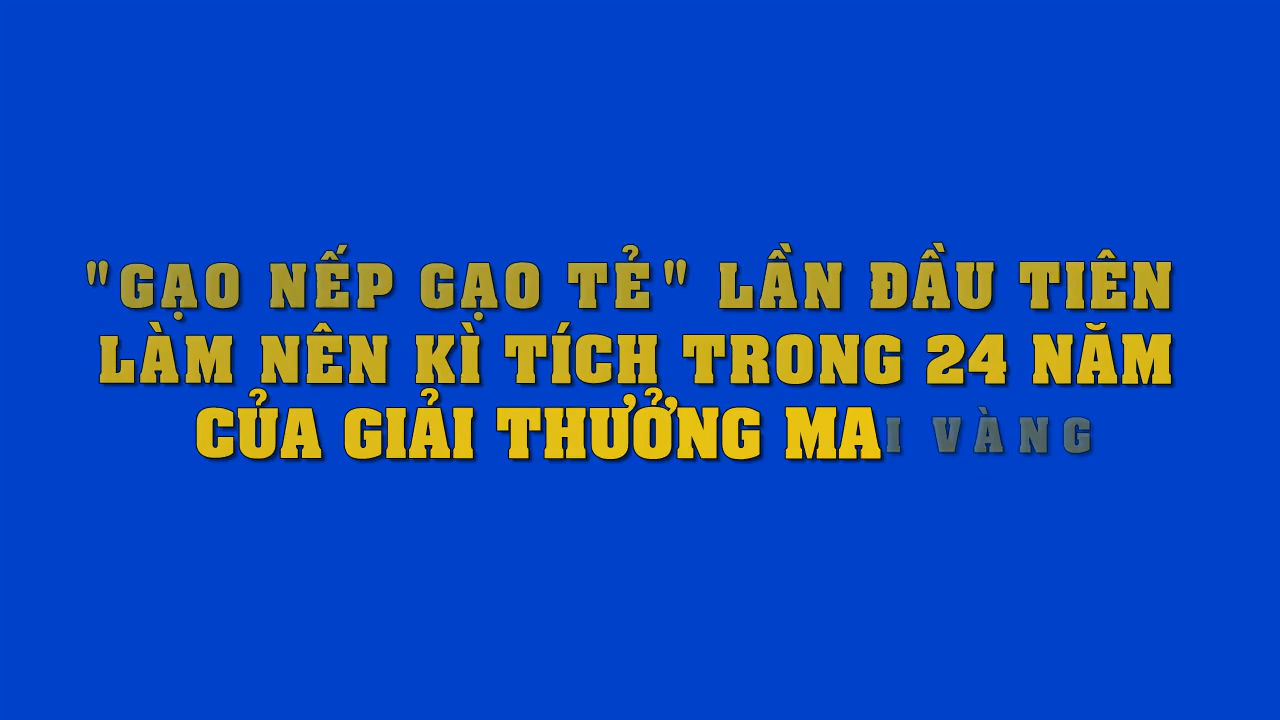 "GẠO NẾP GẠO TẺ" LẦN ĐẦU TIÊN
LÀM NÊN KÌ TÍCH TRONG 24 NĂM
CỦA GIẢI THƯỞNG MAI VÀNG